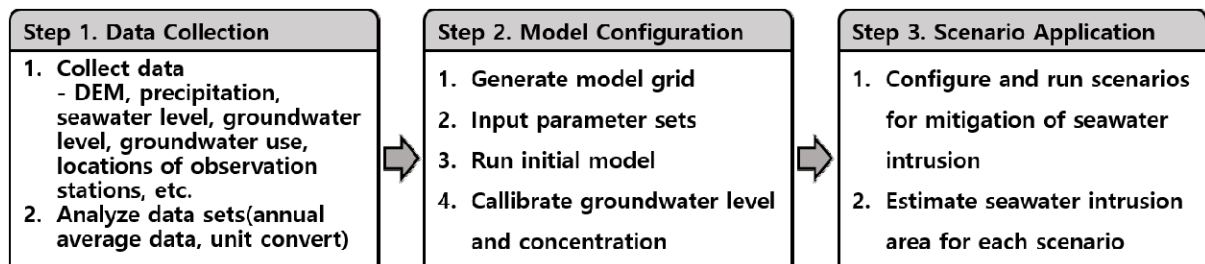 Step 1. Data Collection
1. Collect data
- DEM, precipitation,
seawater level, groundwater
level, groundwater use,
locations of observation
stations, etc.
2. Analyze data sets(annual
average data, unit convert)
Step 2. Model Configuration
1. Generate model grid
2. Input parameter sets
3. Run initial model
4. Callibrate groundwater level
and concentration
Step 3. Scenario Application
1. Configure and run scenarios
for mitigation of seawater
intrusion
2. Estimate seawater intrusion
area for each scenario